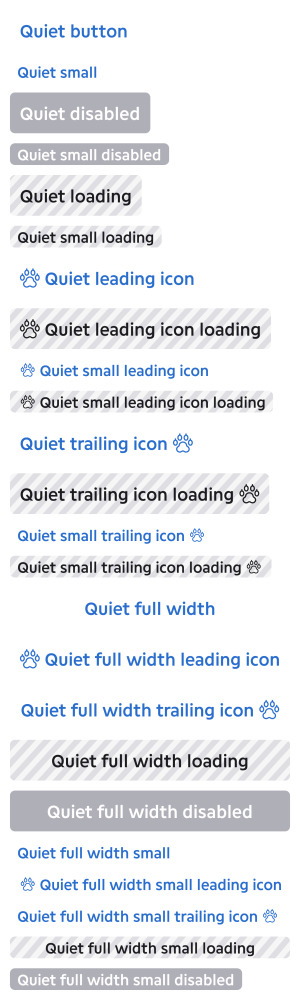 Quiet button
Quiet small
Quiet disabled
Quiet small disabled
Quiet loading
Quiet small loading
Quiet leading icon
Quiet leading icon loading
Quiet small leading icon
Quiet small leading icon loading
Quiet trailing icon
Quiet trailing icon loading
Quiet small trailing icon
Quiet small trailing icon loading
Quiet full width
Quiet full width leading icon
Quiet full width trailing icon
Quiet full width loading
Quiet full width disabled
Quiet full width small
Quiet full width small leading icon
Quiet full width small trailing icon
Quiet full width small loading
Quiet full width small disabled